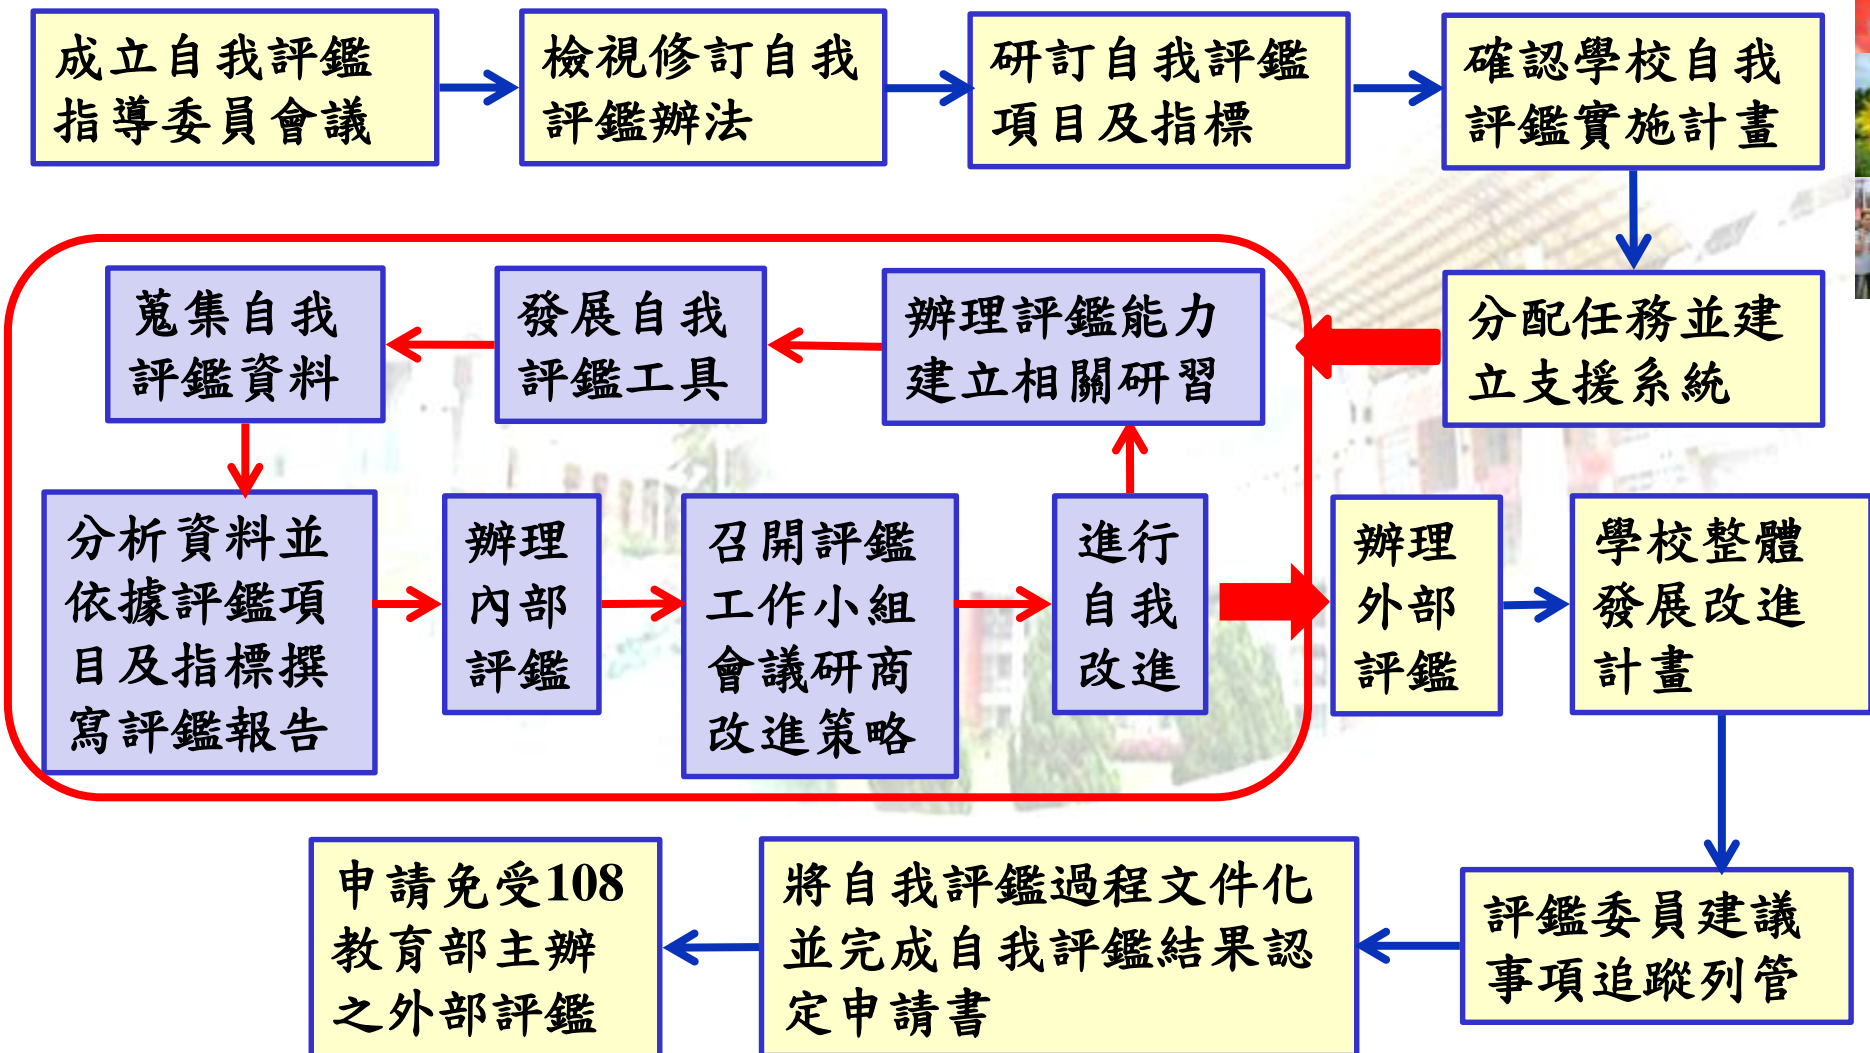 成立自我評鑑
指導委員會議
檢視修訂自我
評鑑辦法
研訂自我評鑑
項目及指標
確認學校自我
評鑑實施計畫
分配任務並建
立支援系統
辦理評鑑能力
建立相關研習
發展自我
評鑑工具
蒐集自我
評鑑資料
分析資料並
依據評鑑項
目及指標撰
寫評鑑報告
辦理
內部
評鑑
召開評鑑
工作小組
會議研商
改進策略
進行
自我
改進
辦理
外部
評鑑
學校整體
發展改進
計畫
評鑑委員建議
事項追蹤列管
將自我評鑑過程文件化
並完成自我評鑑結果認
定申請書
申請免受108
教育部主辦
之外部評鑑